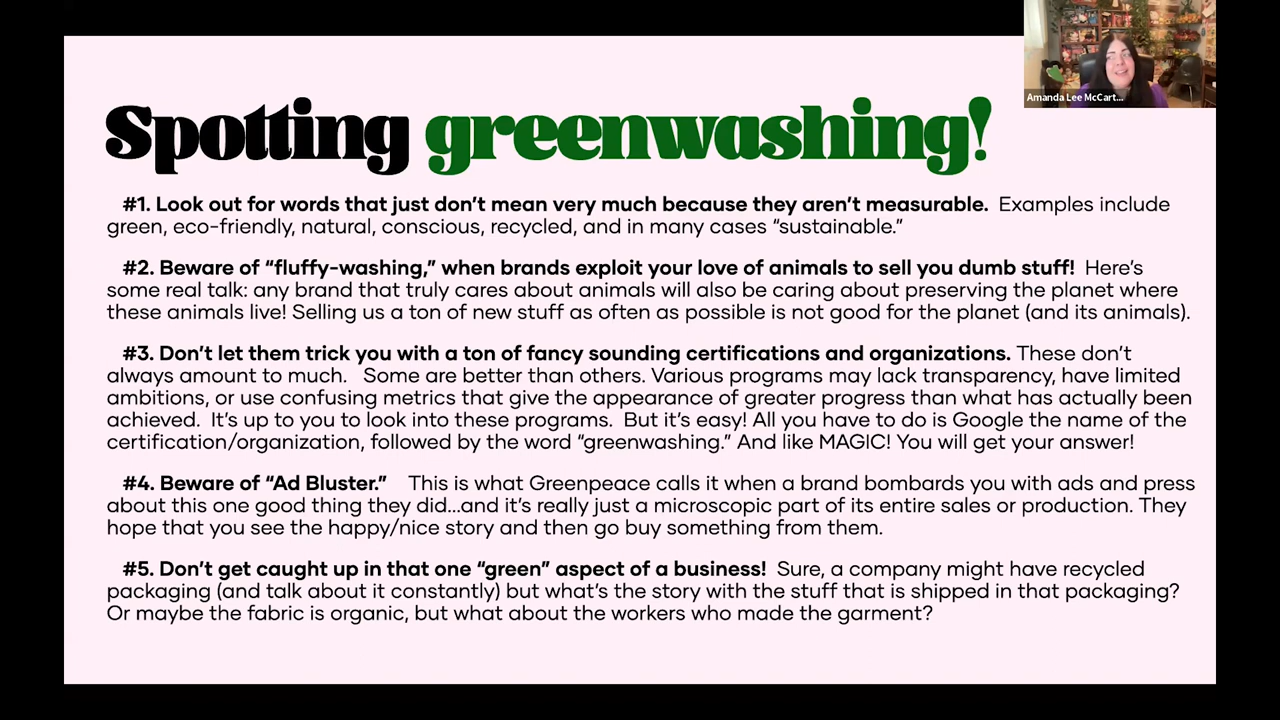 Amanda Lee McCart...
Spotting greenwashing!
#1. Look out for words that just don't mean very much because they aren't measurable. Examples include
green, eco-friendly, natural, conscious, recycled, and in many cases “sustainable.”
#2. Beware of “fluffy-washing,” when brands exploit your love of animals to sell you dumb stuff! Here's
some real talk: any brand that truly cares about animals will also be caring about preserving the planet where
these animals live! Selling us a ton of new stuff as often as possible is not good for the planet (and its animals).
#3. Don't let them trick you with a ton of fancy sounding certifications and organizations. These don't
always amount to much. Some are better than others. Various programs may lack transparency, have limited
ambitions, or use confusing metrics that give the appearance of greater progress than what has actually been
achieved. It's up to you to look into these programs. But it's easy! All you have to do is Google the name of the
certification/organization, followed by the word “greenwashing.” And like MAGIC! You will get your answer!
#4. Beware of “Ad Bluster.” This is what Greenpeace calls it when a brand bombards you with ads and press
about this one good thing they did...and it's really just a microscopic part of its entire sales or production. They
hope that you see the happy/nice story and then go buy something from them.
#5. Don't get caught up in that one “green” aspect of a business! Sure, a company might have recycled
packaging (and talk about it constantly) but what's the story with the stuff that is shipped in that packaging?
Or maybe the fabric is organic, but what about the workers who made the garment?